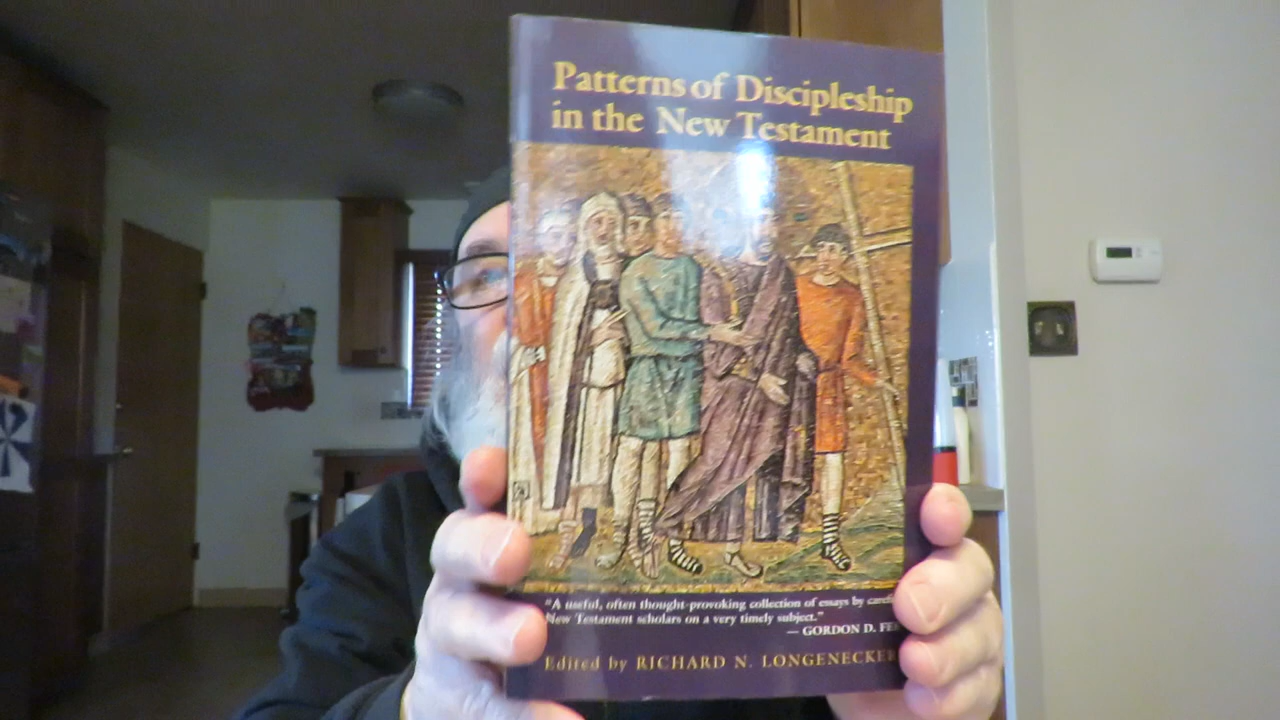 Patterns of Discipleship
in the New Testament
"A useful, often thought-provoking collection of essays by
New Testament scholars on a very timely subject."
— GORDON D.
Edited by RICHARD N. LONGENECKER